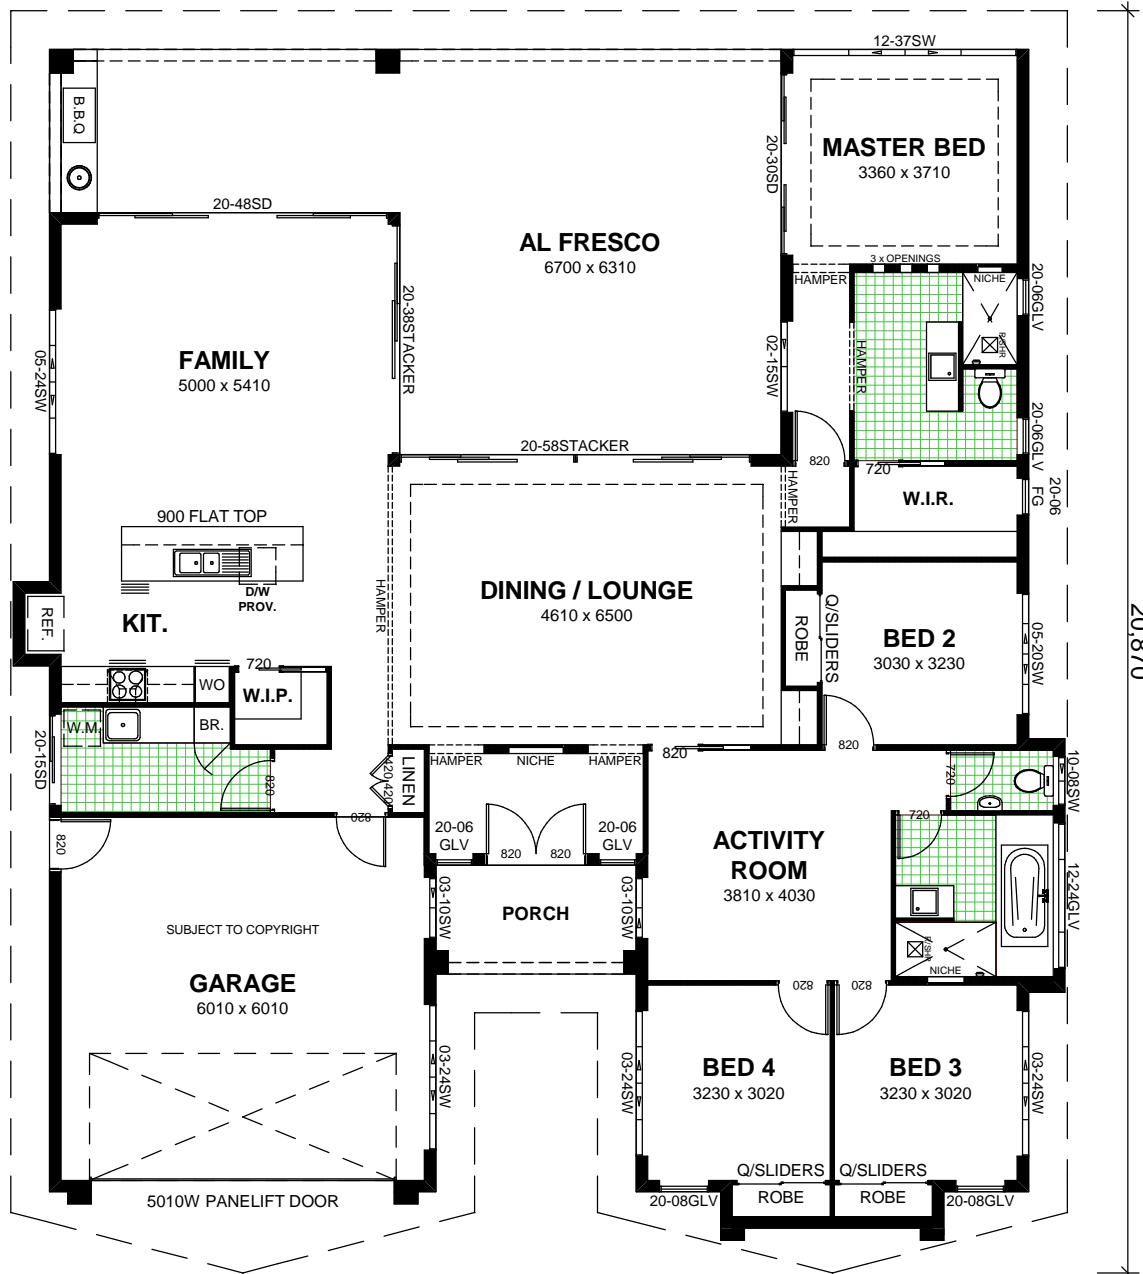 12-37SW
B.B.Q
20-30SD
MASTER BED
3360 x 3710
20-48SD
AL FRESCO
6700 x 6310
3 x OPENINGS
HAMPER
NICHE
20-06GLV
20-38STACKER
R/SHR
02-15SW
HAMPER
FAMILY
5000 x 5410
05-24SW
20-58STACKER
820
720
20-06GLV
20-06
FG
HAMPER
W.I.R.
900 FLAT TOP
D/W
PROV.
HAMPER
DINING / LOUNGE
4610 x 6500
REF.
KIT.
ROBE
Q/SLIDERS
BED 2
3030 x 3230
05-20SW
20,870
720
WO
W.I.P.
W.M.
BR.
20-15SD
820
420
420
LINEN
HAMPER
NICHE
HAMPER
820
820
720
10-08SW
820
820
20-06
GLV
820
820
20-06
GLV
720
ACTIVITY
ROOM
3810 x 4030
12-24GLV
03-10SW
PORCH
03-10SW
SUBJECT TO COPYRIGHT
R/SHR
NICHE
GARAGE
6010 x 6010
820
820
03-24SW
03-24SW
BED 4
3230 x 3020
BED 3
3230 x 3020
03-24SW
Q/SLIDERS
Q/SLIDERS
5010W PANELIFT DOOR
20-08GLV
ROBE
ROBE
20-08GLV